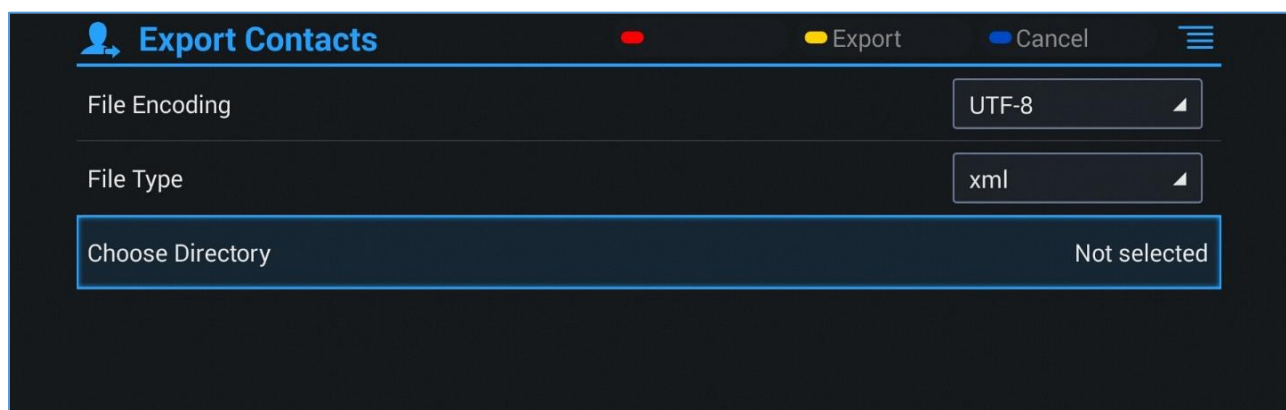 Export Contacts Export Cancel
File Encoding UTF-8
File Type xml
Choose Directory Not selected